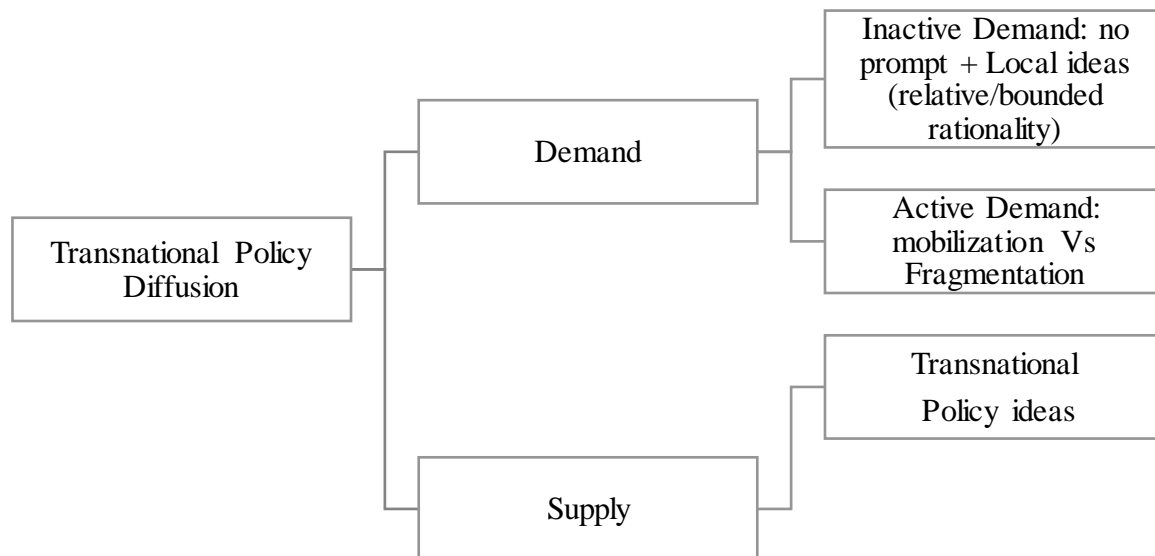 Inactive Demand: no
prompt + Local ideas
(relative/bounded
rationality)
Demand
Active Demand:
mobilization Vs
Fragmentation
Transnational Policy
Diffusion
Transnational
Policy ideas
Supply